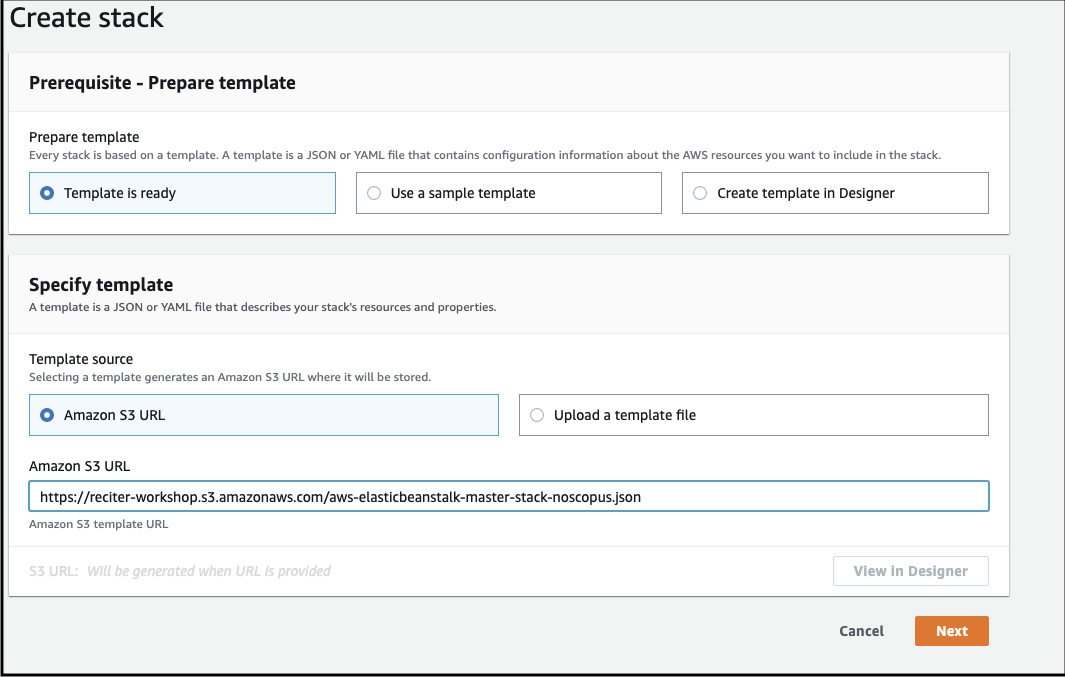 Create stack
Prerequisite - Prepare template
Prepare template
Every stack is based on a template. A template is a JSON or YAML file that contains configuration information about the AWS resources you want to include in the stack.
Template is ready
Use a sample template
Create template in Designer
Specify template
A template is a JSON or YAML file that describes your stack's resources and properties.
Template source
Selecting a template generates an Amazon S3 URL where it will be stored.
Amazon S3 URL
Upload a template file
Amazon S3 URL
https://reciter-workshop.s3.amazonaws.com/aws-elasticbeanstalk-master-stack-noscopus.json
Amazon S3 template URL
S3 URL: Will be generated when URL is provided
View in Designer
Cancel
Next